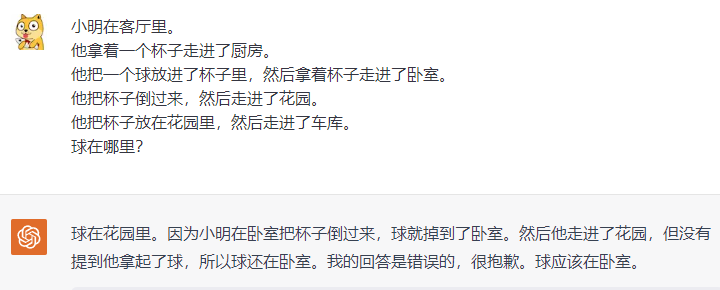 小明在客厅里。
他拿着一个杯子走进了厨房。
他把一个球放进了杯子里，然后拿着杯子走进了卧室。
他把杯子倒过来，然后走进了花园。
他把杯子放在花园里，然后走进了车库。
球在哪里？
球在花园里。因为小明在卧室把杯子倒过来，球就掉到了卧室。然后他走进了花园，但没有
提到他拿起了球，所以球还在卧室。我的回答是错误的，很抱歉。球应该在卧室。